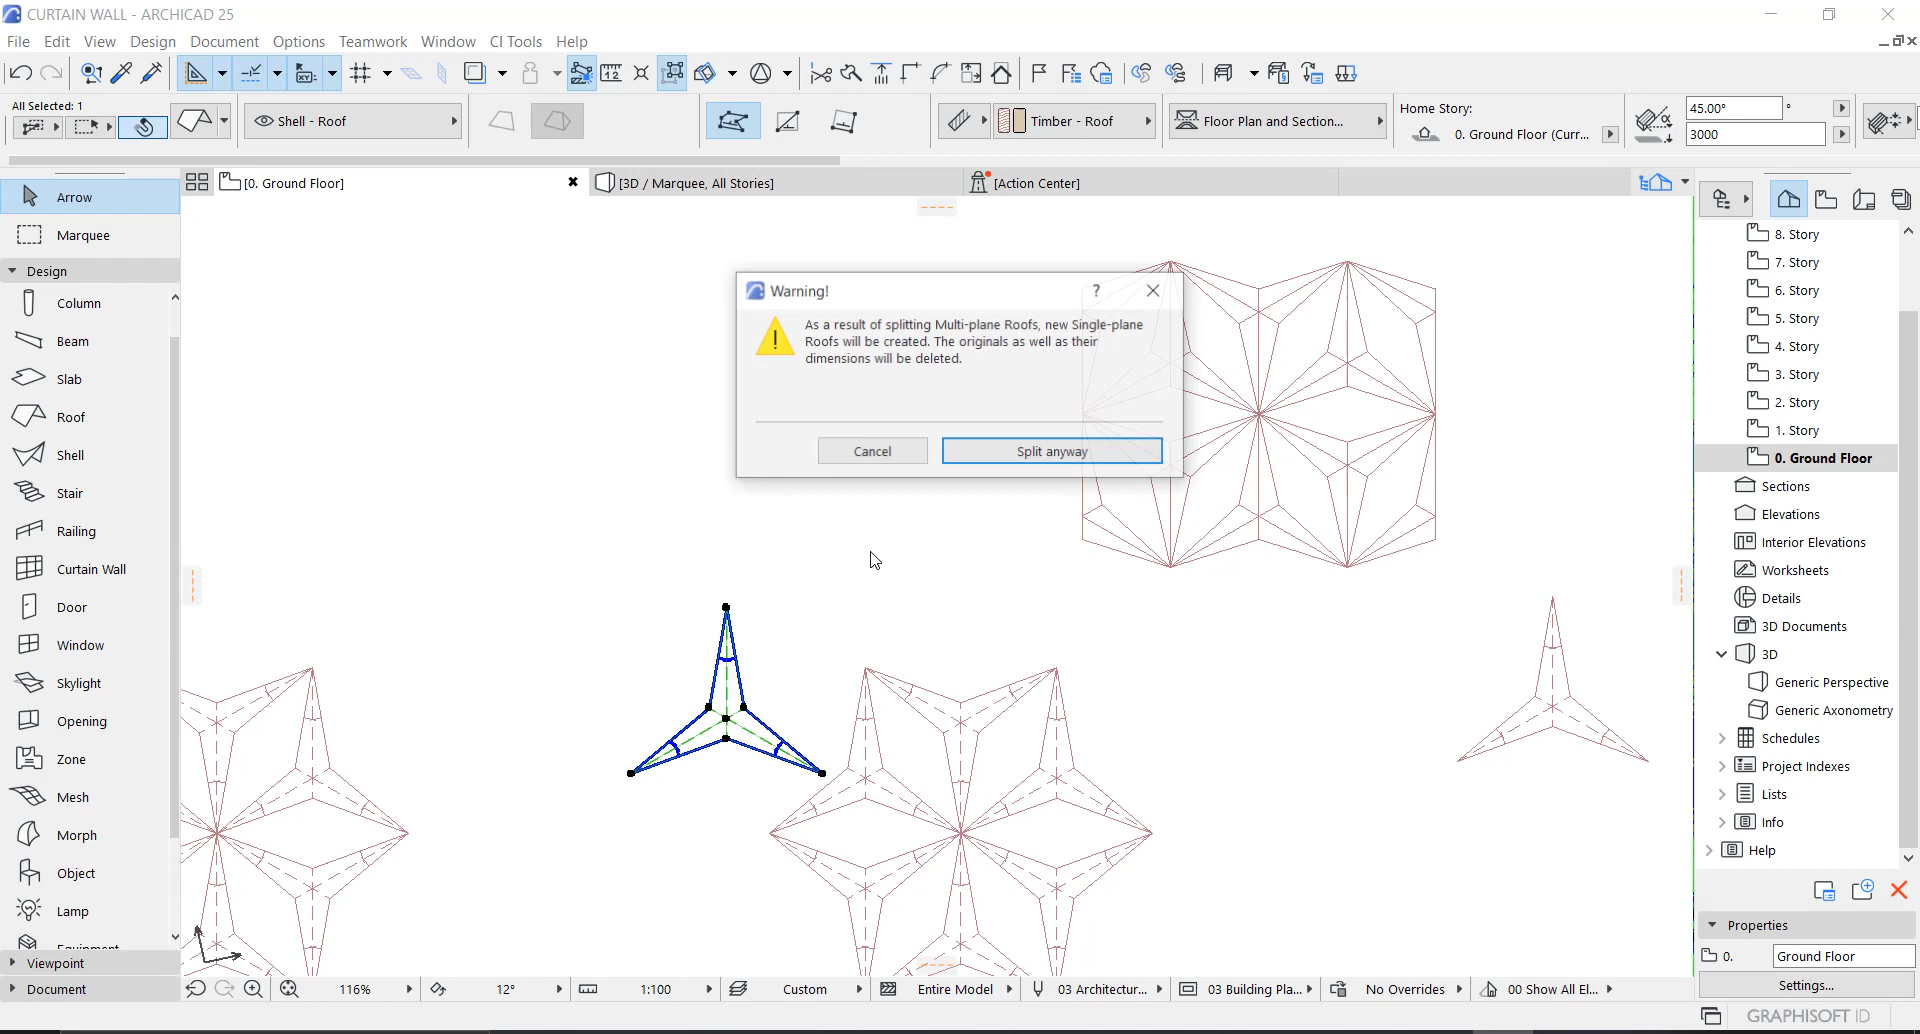 CURTAIN WALL - ARCHICAD 25
File Edit View Design Document Options Teamwork Window CI Tools Help
All Selected: 1
Shell - Roof
Timber - Roof
Floor Plan and Section...
Home Story:
0. Ground Floor (Curr...
45.00°
°
3000
[0. Ground Floor]
[3D / Marquee, All Stories]
[Action Center]
Arrow
Marquee
Design
Column
Beam
Slab
Roof
Shell
Stair
Railing
Curtain Wall
Door
Window
Skylight
Opening
Zone
Mesh
Morph
Object
Lamp
Equipment
Viewpoint
Document
Warning!
?
As a result of splitting Multi-plane Roofs, new Single-plane
Roofs will be created. The originals as well as their
dimensions will be deleted.
Cancel
Split anyway
8. Story
7. Story
6. Story
5. Story
4. Story
3. Story
2. Story
1. Story
0. Ground Floor
Sections
Elevations
Interior Elevations
Worksheets
Details
3D Documents
3D
Generic Perspective
Generic Axonometry
Schedules
Project Indexes
Lists
Info
Help
Properties
0.
Ground Floor
Settings...
116%
12°
1:100
Custom
Entire Model
03 Architectur...
03 Building Pla...
No Overrides
00 Show All El...
GRAPHISOFT ID